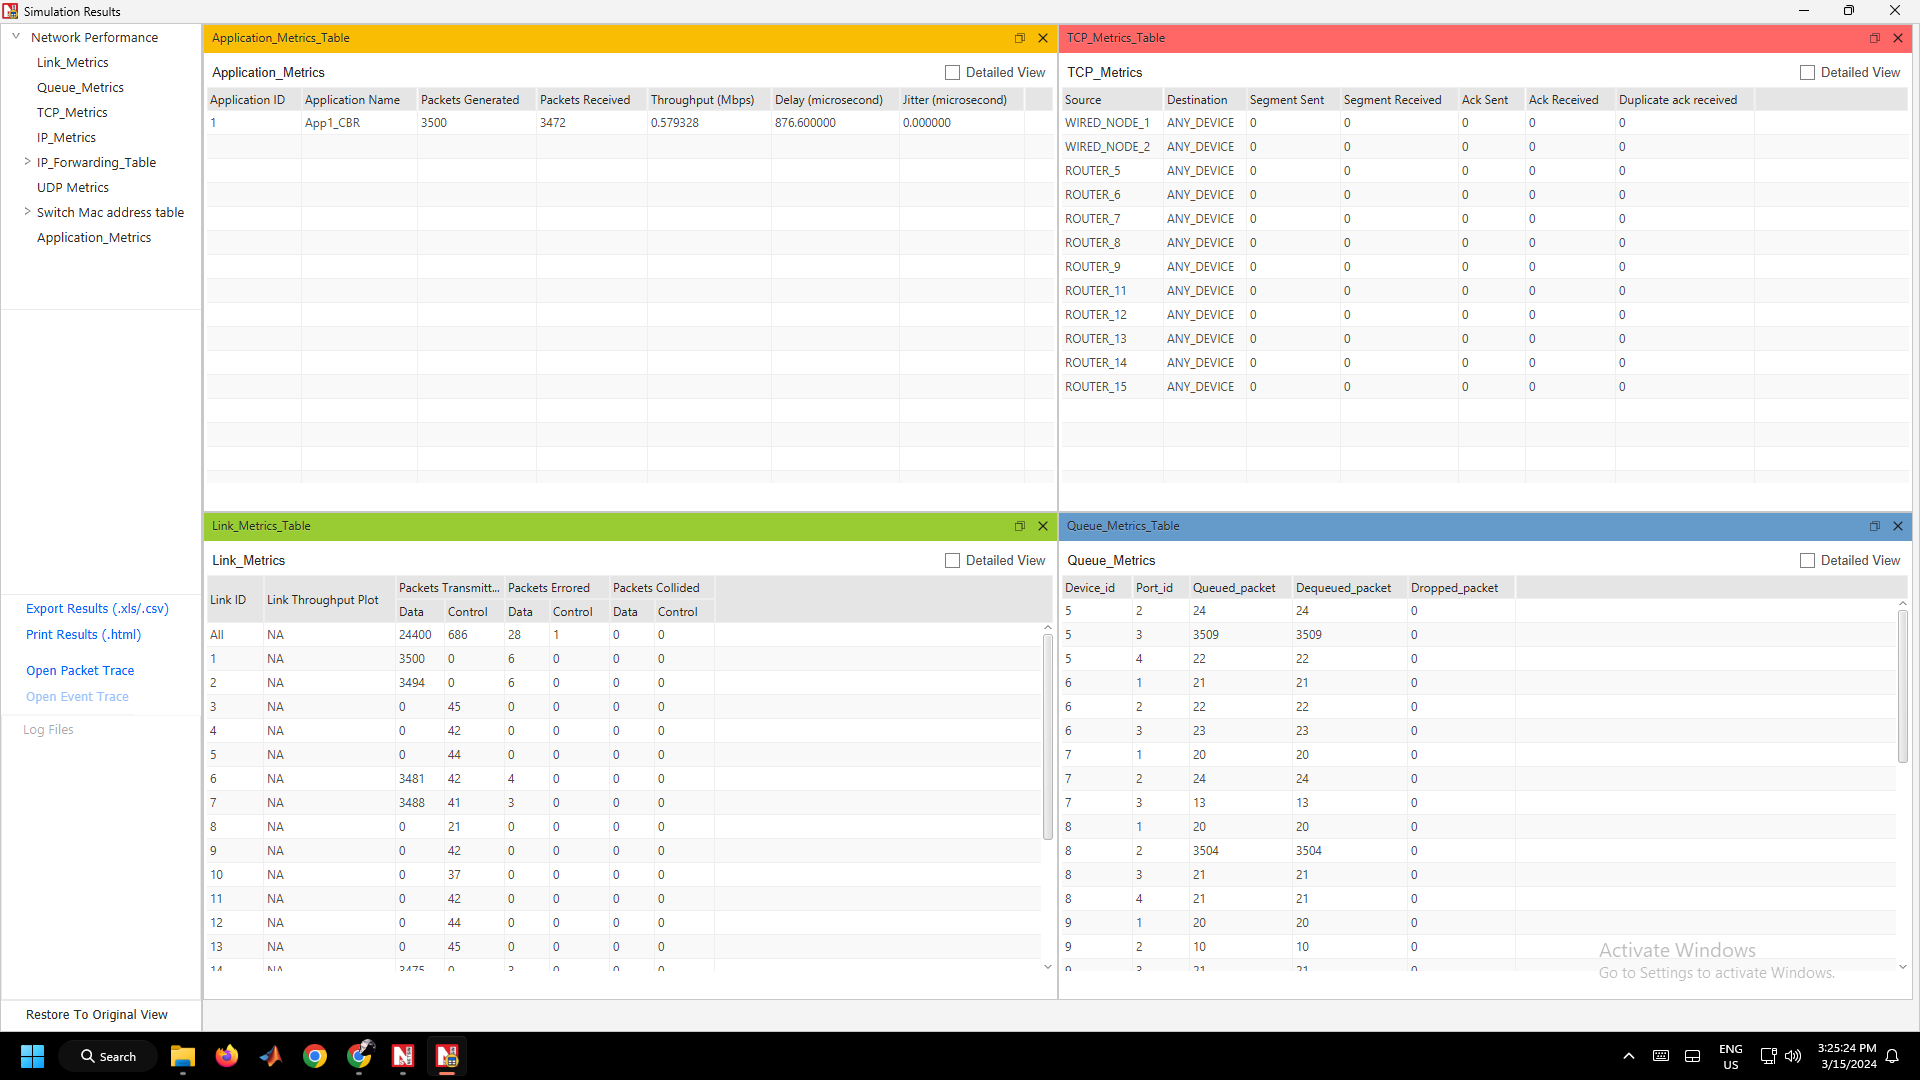 Simulation Results
Network Performance
Link_Metrics
Queue_Metrics
TCP_Metrics
IP_Metrics
IP_Forwarding_Table
UDP Metrics
Switch Mac address table
Application_Metrics
Export Results (.xls/.csv)
Print Results (.html)
Open Packet Trace
Open Event Trace
Log Files
Restore To Original View
Application_Metrics_Table
Application_Metrics Detailed View
Application ID Application Name Packets Generated Packets Received Throughput (Mbps) Delay (microsecond) Jitter (microsecond)
1 App1_CBR 3500 3472 0.579328 876.600000 0.000000
TCP_Metrics_Table
TCP_Metrics Detailed View
Source Destination Segment Sent Segment Received Ack Sent Ack Received Duplicate ack received
WIRED_NODE_1 ANY_DEVICE 0 0 0 0 0
WIRED_NODE_2 ANY_DEVICE 0 0 0 0 0
ROUTER_5 ANY_DEVICE 0 0 0 0 0
ROUTER_6 ANY_DEVICE 0 0 0 0 0
ROUTER_7 ANY_DEVICE 0 0 0 0 0
ROUTER_8 ANY_DEVICE 0 0 0 0 0
ROUTER_9 ANY_DEVICE 0 0 0 0 0
ROUTER_11 ANY_DEVICE 0 0 0 0 0
ROUTER_12 ANY_DEVICE 0 0 0 0 0
ROUTER_13 ANY_DEVICE 0 0 0 0 0
ROUTER_14 ANY_DEVICE 0 0 0 0 0
ROUTER_15 ANY_DEVICE 0 0 0 0 0
Link_Metrics_Table
Link_Metrics Detailed View
Link ID Link Throughput Plot Packets Transmitt... Packets Errored Packets Collided
Data Control Data Control Data Control
All NA 24400 686 28 1 0 0
1 NA 3500 0 6 0 0 0
2 NA 3494 0 6 0 0 0
3 NA 0 45 0 0 0 0
4 NA 0 42 0 0 0 0
5 NA 0 44 0 0 0 0
6 NA 3481 42 4 0 0 0
7 NA 3488 41 3 0 0 0
8 NA 0 21 0 0 0 0
9 NA 0 42 0 0 0 0
10 NA 0 37 0 0 0 0
11 NA 0 42 0 0 0 0
12 NA 0 44 0 0 0 0
13 NA 0 45 0 0 0 0
14 NA 3475 0 3 0 0 0
Queue_Metrics_Table
Queue_Metrics Detailed View
Device_id Port_id Queued_packet Dequeued_packet Dropped_packet
5 2 24 24 0
5 3 3509 3509 0
5 4 22 22 0
6 1 21 21 0
6 2 22 22 0
6 3 23 23 0
7 1 20 20 0
7 2 24 24 0
7 3 13 13 0
8 1 20 20 0
8 2 3504 3504 0
8 3 21 21 0
8 4 21 21 0
9 1 20 20 0
9 2 10 10 0
9 3 21 21 0
Activate Windows
Go to Settings to activate Windows.
Search
ENG
US
3:25:24 PM
3/15/2024